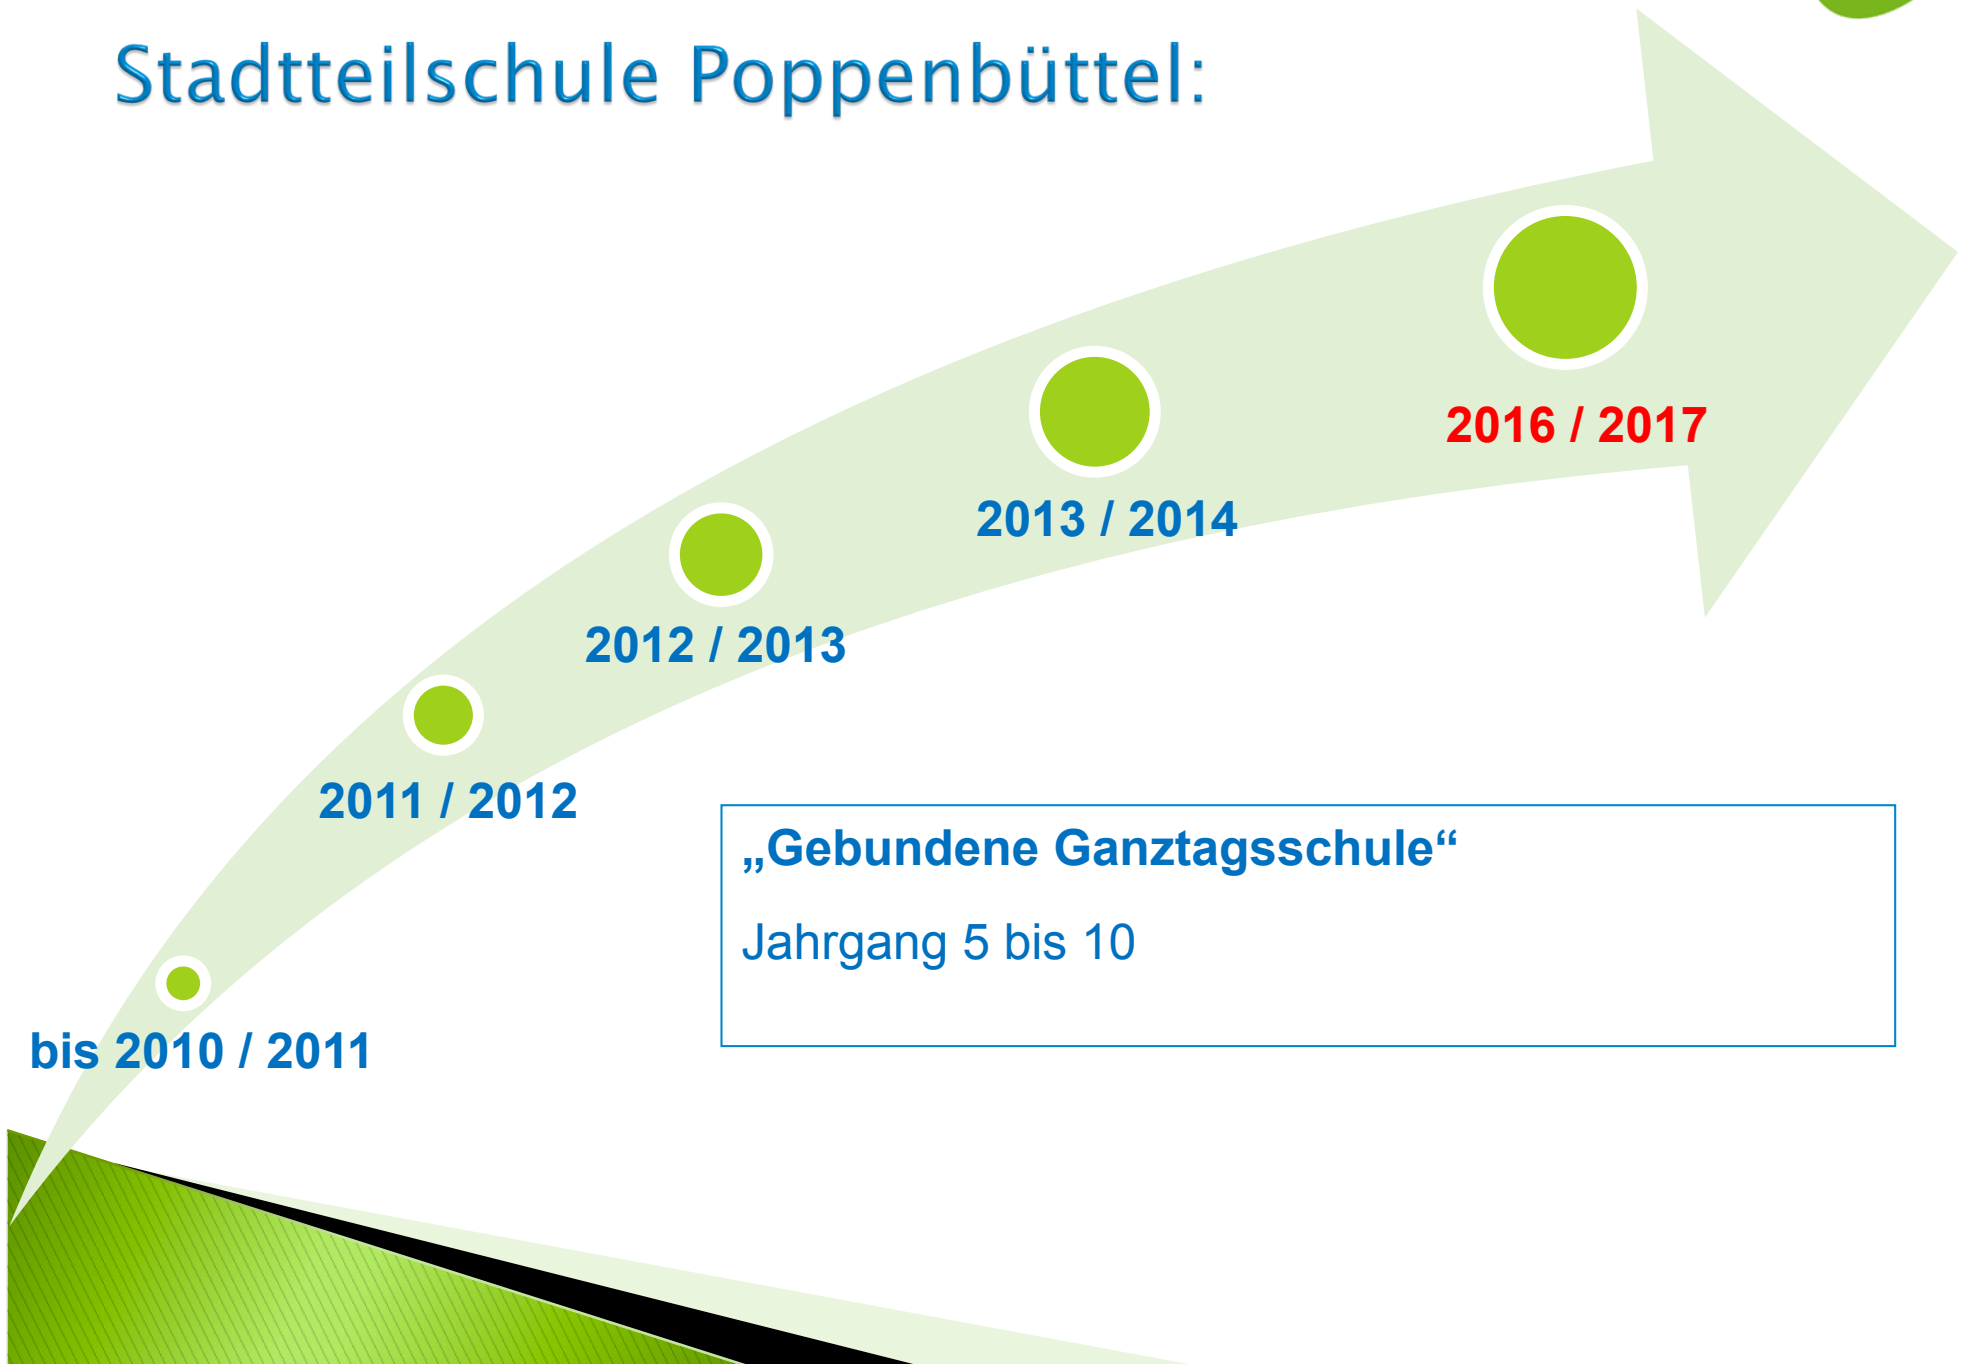 Stadtteilschule Poppenbüttel:
2016 / 2017
2013 / 2014
2012 / 2013
2011 / 2012
bis 2010 / 2011
„Gebundene Ganztagsschule“
Jahrgang 5 bis 10